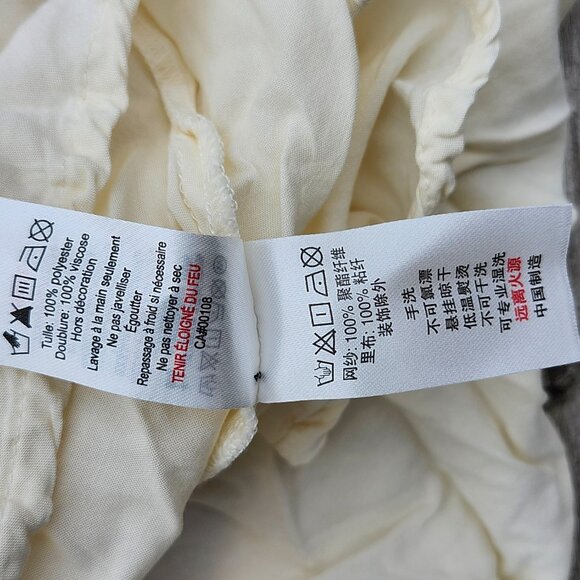 Tulle: 100% polyester
Doublure: 100% viscose
Hors décoration
Lavage à la main seulement
Ne pas javelliser
Égoutter
Repassage à froid si nécessaire
Ne pas nettoyer à sec
TENIR ÉLOIGNÉ DU FEU
CA#00108
网纱: 100% 聚酯纤维
里布: 100% 粘纤
装饰除外
手洗
不可氯漂
悬挂晾干
低温熨烫
不可干洗
可专业湿洗
远离火源
中国制造